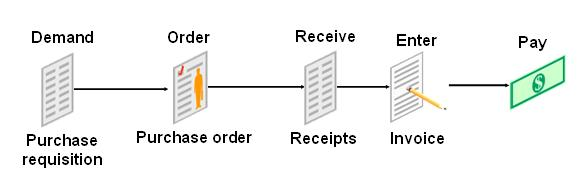 Demand
Order
Receive
Enter
Pay
$
Purchase
requisition
Purchase order
Receipts
Invoice